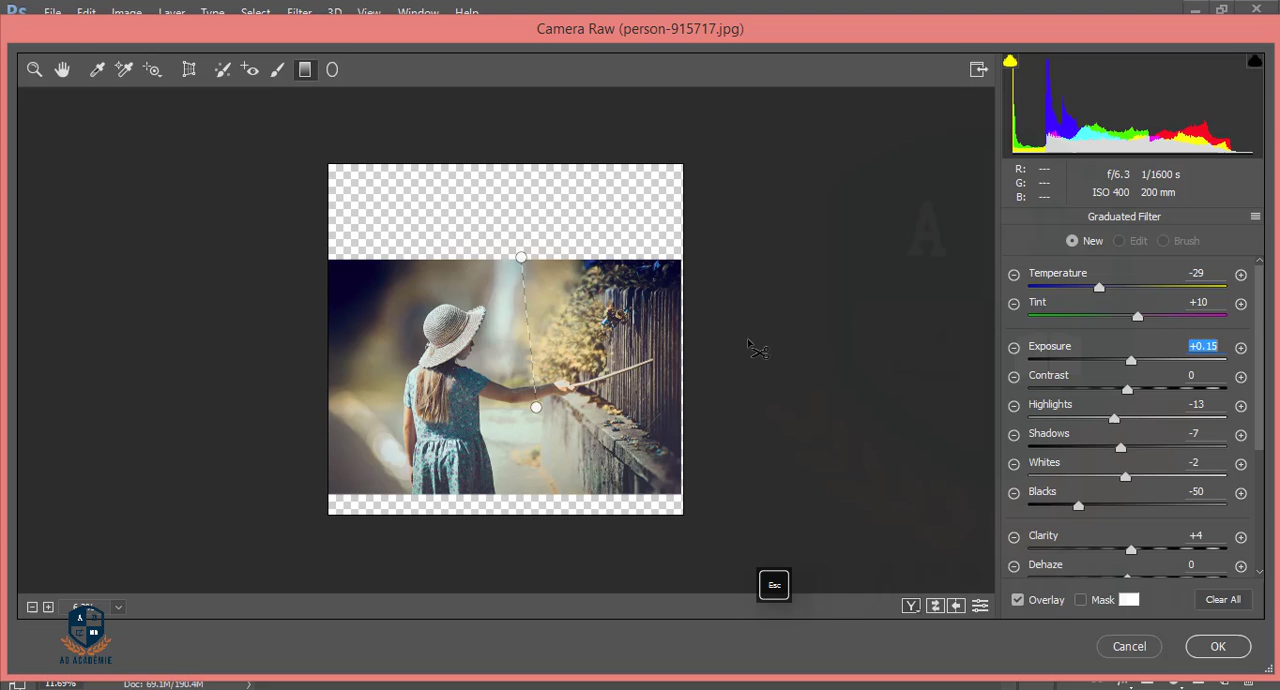 Ps File Edit Image Layer Type Select Filter 3D View Window Help
Camera Raw (person-915717.jpg)
R: ---
G: ---
B: ---
f/6.3 1/1600 s
ISO 400 200 mm
Graduated Filter
New Edit Brush
Temperature -29
Tint +10
Exposure +0.15
Contrast 0
Highlights -13
Shadows -7
Whites -2
Blacks -50
Clarity +4
Dehaze 0
A
Esc
Y
Overlay Mask Clear All
AD ACADEMIE
Cancel OK
11.69% Doc: 69.1M/190.4M